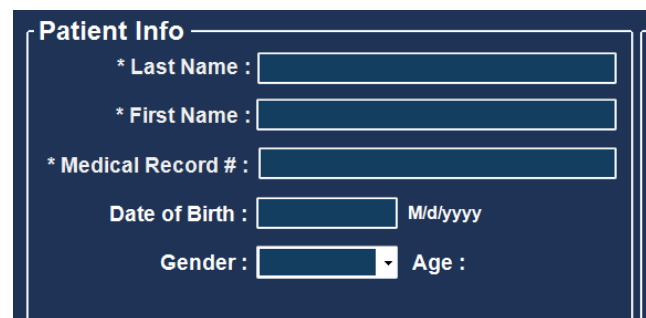 Patient Info
* Last Name :
* First Name :
* Medical Record # :
Date of Birth : M/d/yyyy
Gender : Age :